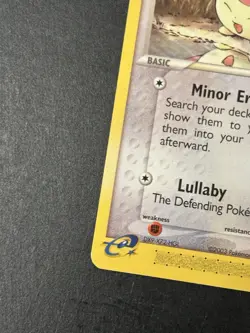 BASIC
Minor Er
Search your deck
show them to y
them into your
afterward.
Lullaby
The Defending Poké
weakness
resistan
e